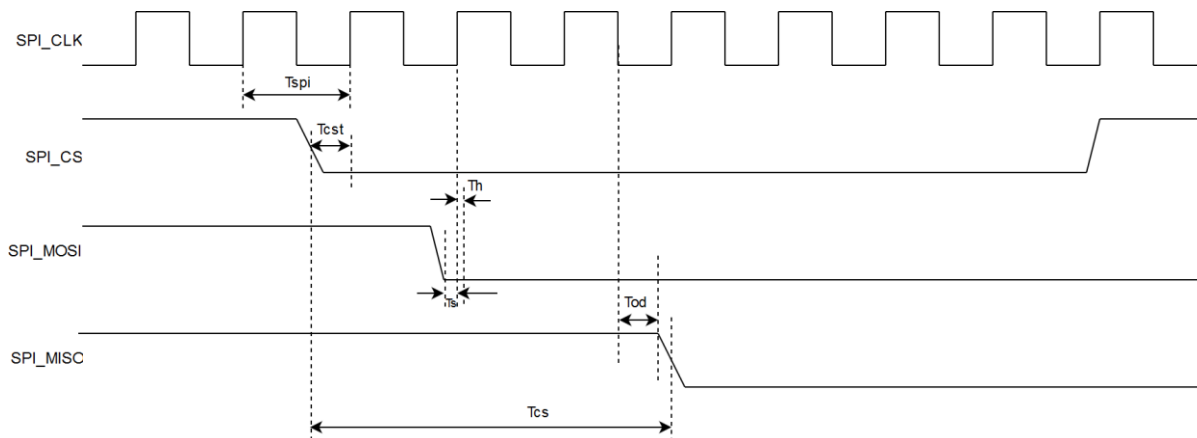 SPI_CLK
Tspi
Tcst
SPI_CS
Th
SPI_MOSI
Ts
Tod
SPI_MISO
Tcs